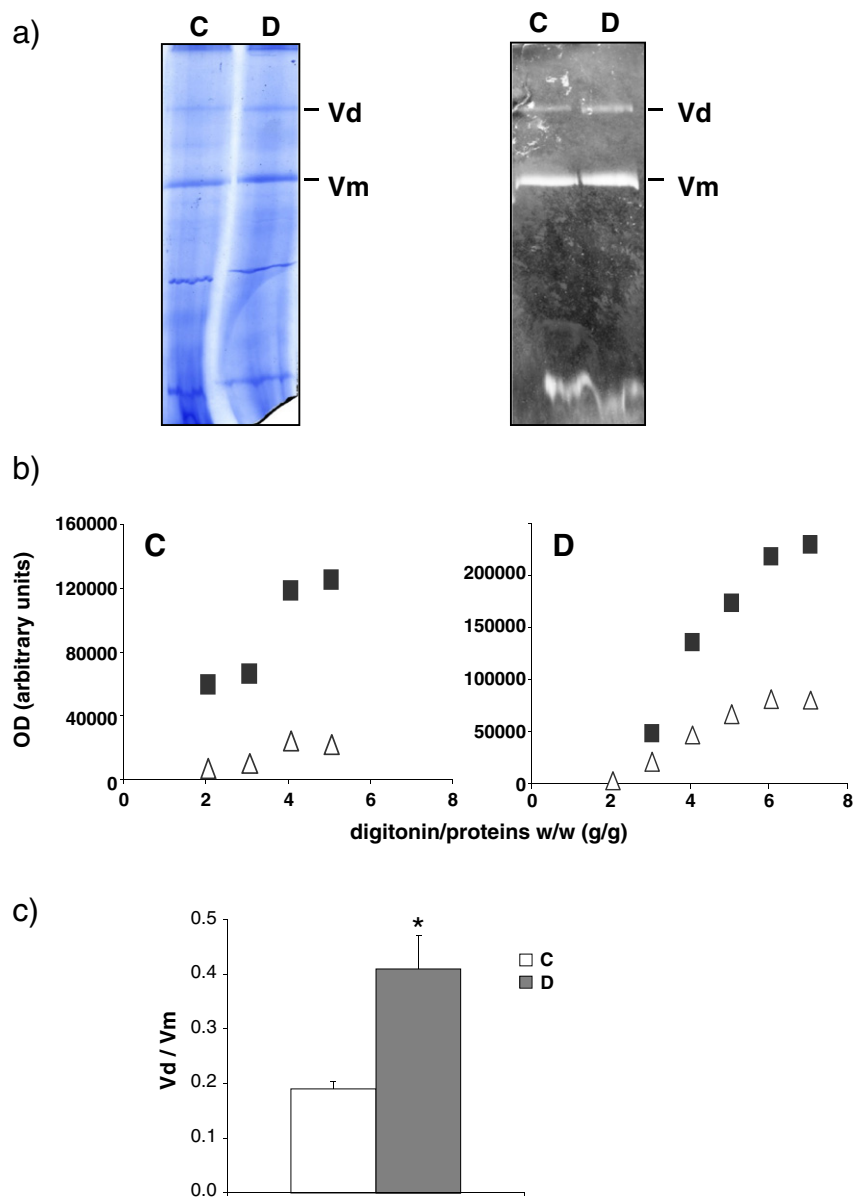 a)
C D
Vd
Vm
C D
Vd
Vm
b)
OD (arbitrary units)
160000
120000
80000
40000
0
0 2 4 6 8
C
200000
150000
100000
50000
0
0 2 4 6 8
D
digitonin/proteins w/w (g/g)
c)
Vd / Vm
0.5
0.4
0.3
0.2
0.1
0.0
*
C
D